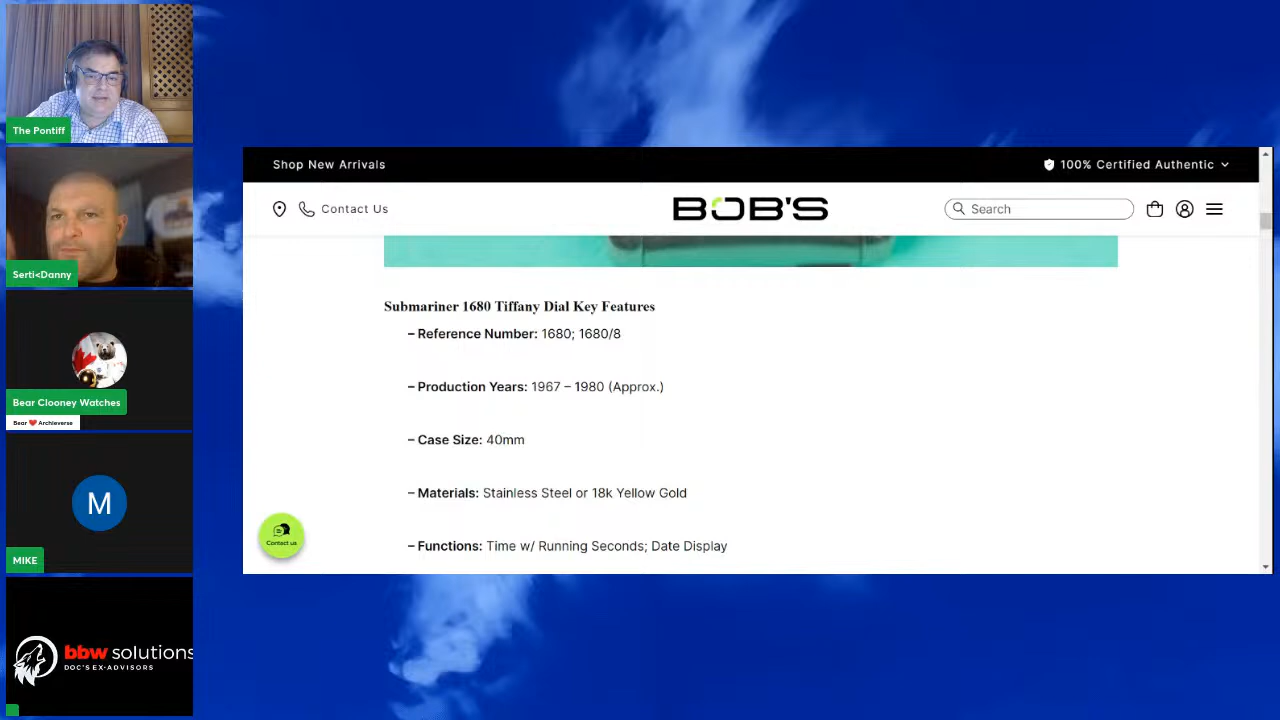 The Pontiff
Serti<Danny
Bear Clooney Watches
Bear ❤️ Archieverse
M
MIKE
bbw solutions
DOC'S EX-ADVISORS
Shop New Arrivals
100% Certified Authentic
Contact Us
BOB'S
Search
Submariner 1680 Tiffany Dial Key Features
– Reference Number: 1680; 1680/8
– Production Years: 1967 – 1980 (Approx.)
– Case Size: 40mm
– Materials: Stainless Steel or 18k Yellow Gold
– Functions: Time w/ Running Seconds; Date Display
Contact us